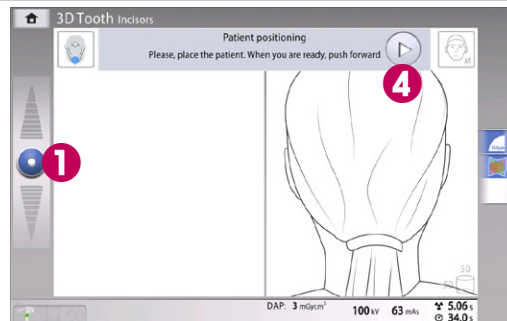 3D Tooth Incisors
Patient positioning
Please, place the patient. When you are ready, push forward
M
4
1
50
50
DAP: 3 mGycm²
100 kV 63 mAs
5.06 s
34.0 s